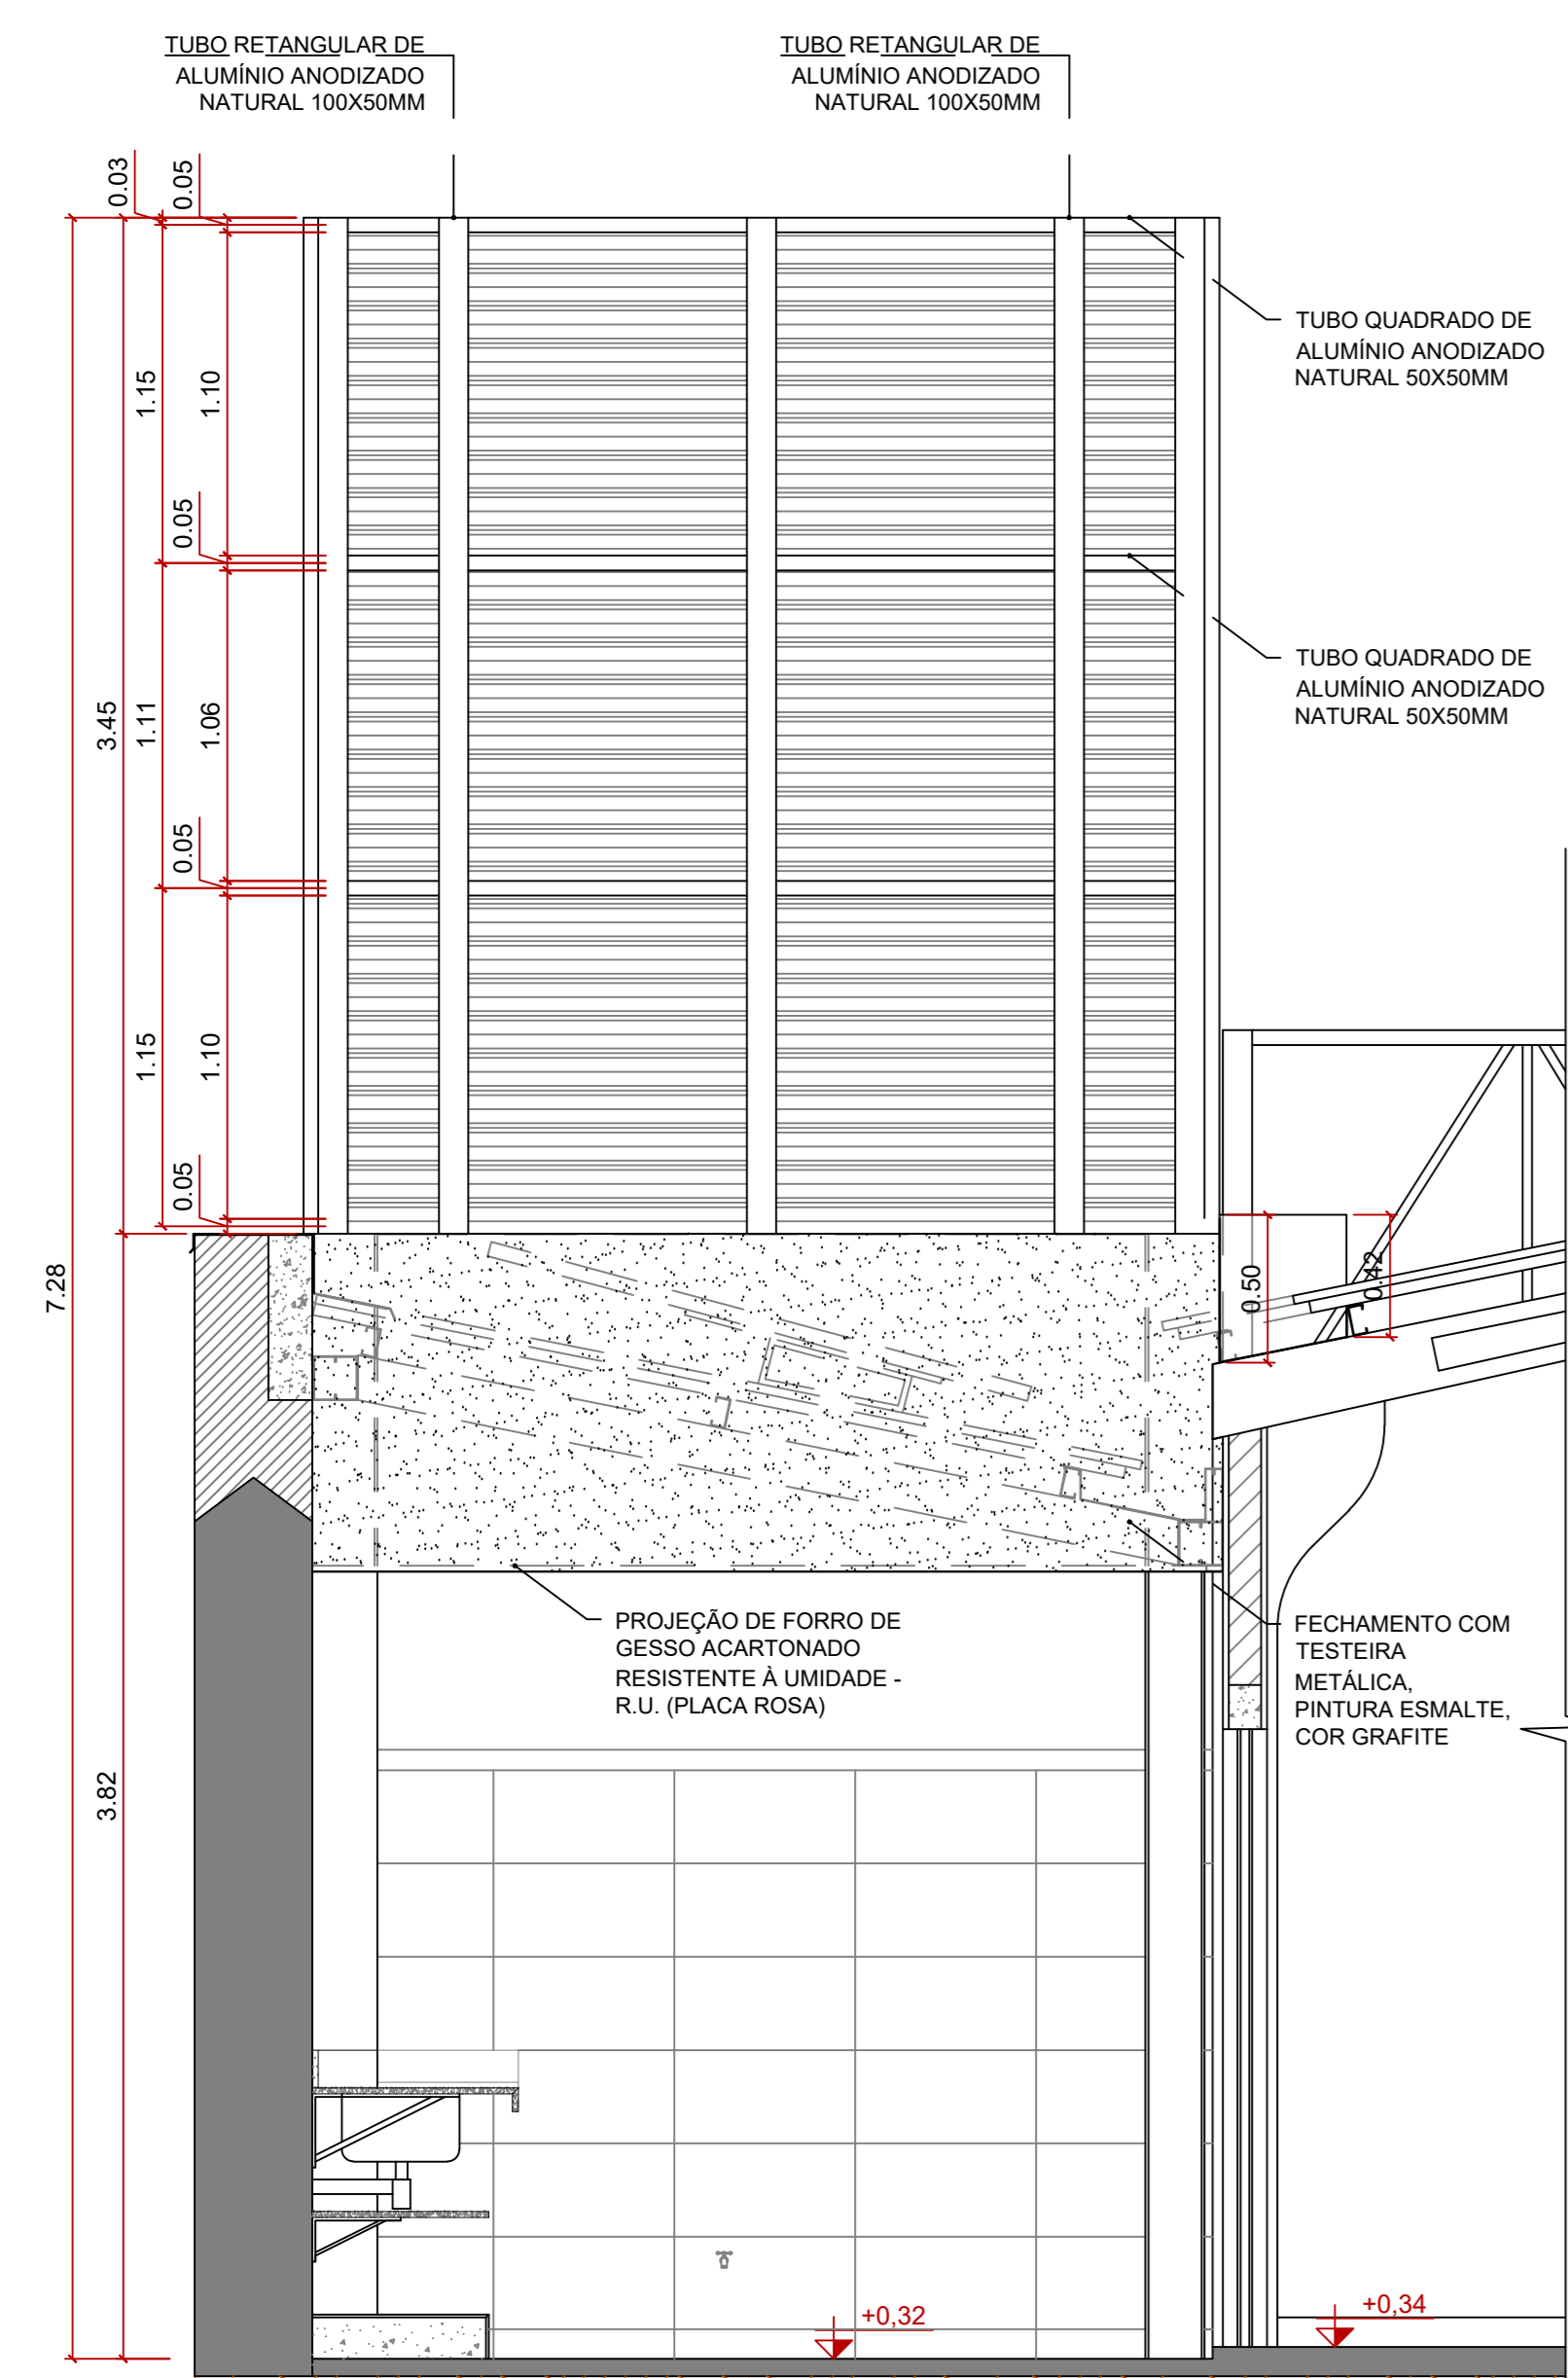 TUBO RETANGULAR DE
ALUMÍNIO ANODIZADO
NATURAL 100X50MM
TUBO RETANGULAR DE
ALUMÍNIO ANODIZADO
NATURAL 100X50MM
0.03
0.05
TUBO QUADRADO DE
ALUMÍNIO ANODIZADO
NATURAL 50X50MM
1.15
1.10
0.05
TUBO QUADRADO DE
ALUMÍNIO ANODIZADO
NATURAL 50X50MM
3.45
1.11
1.06
0.05
1.15
1.10
0.05
7.28
0.50
0.42
PROJEÇÃO DE FORRO DE
GESSO ACARTONADO
RESISTENTE À UMIDADE -
R.U. (PLACA ROSA)
FECHAMENTO COM
TESTEIRA
METÁLICA,
PINTURA ESMALTE,
COR GRAFITE
3.82
+0,32
+0,34